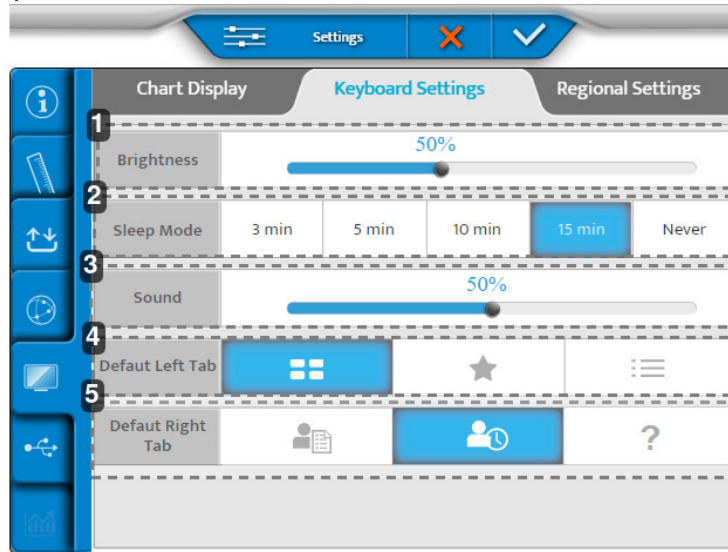 Settings
Chart Display Keyboard Settings Regional Settings
1
Brightness 50%
2
Sleep Mode 3 min 5 min 10 min 15 min Never
3
Sound 50%
4
Defaut Left Tab
5
Defaut Right
Tab ?